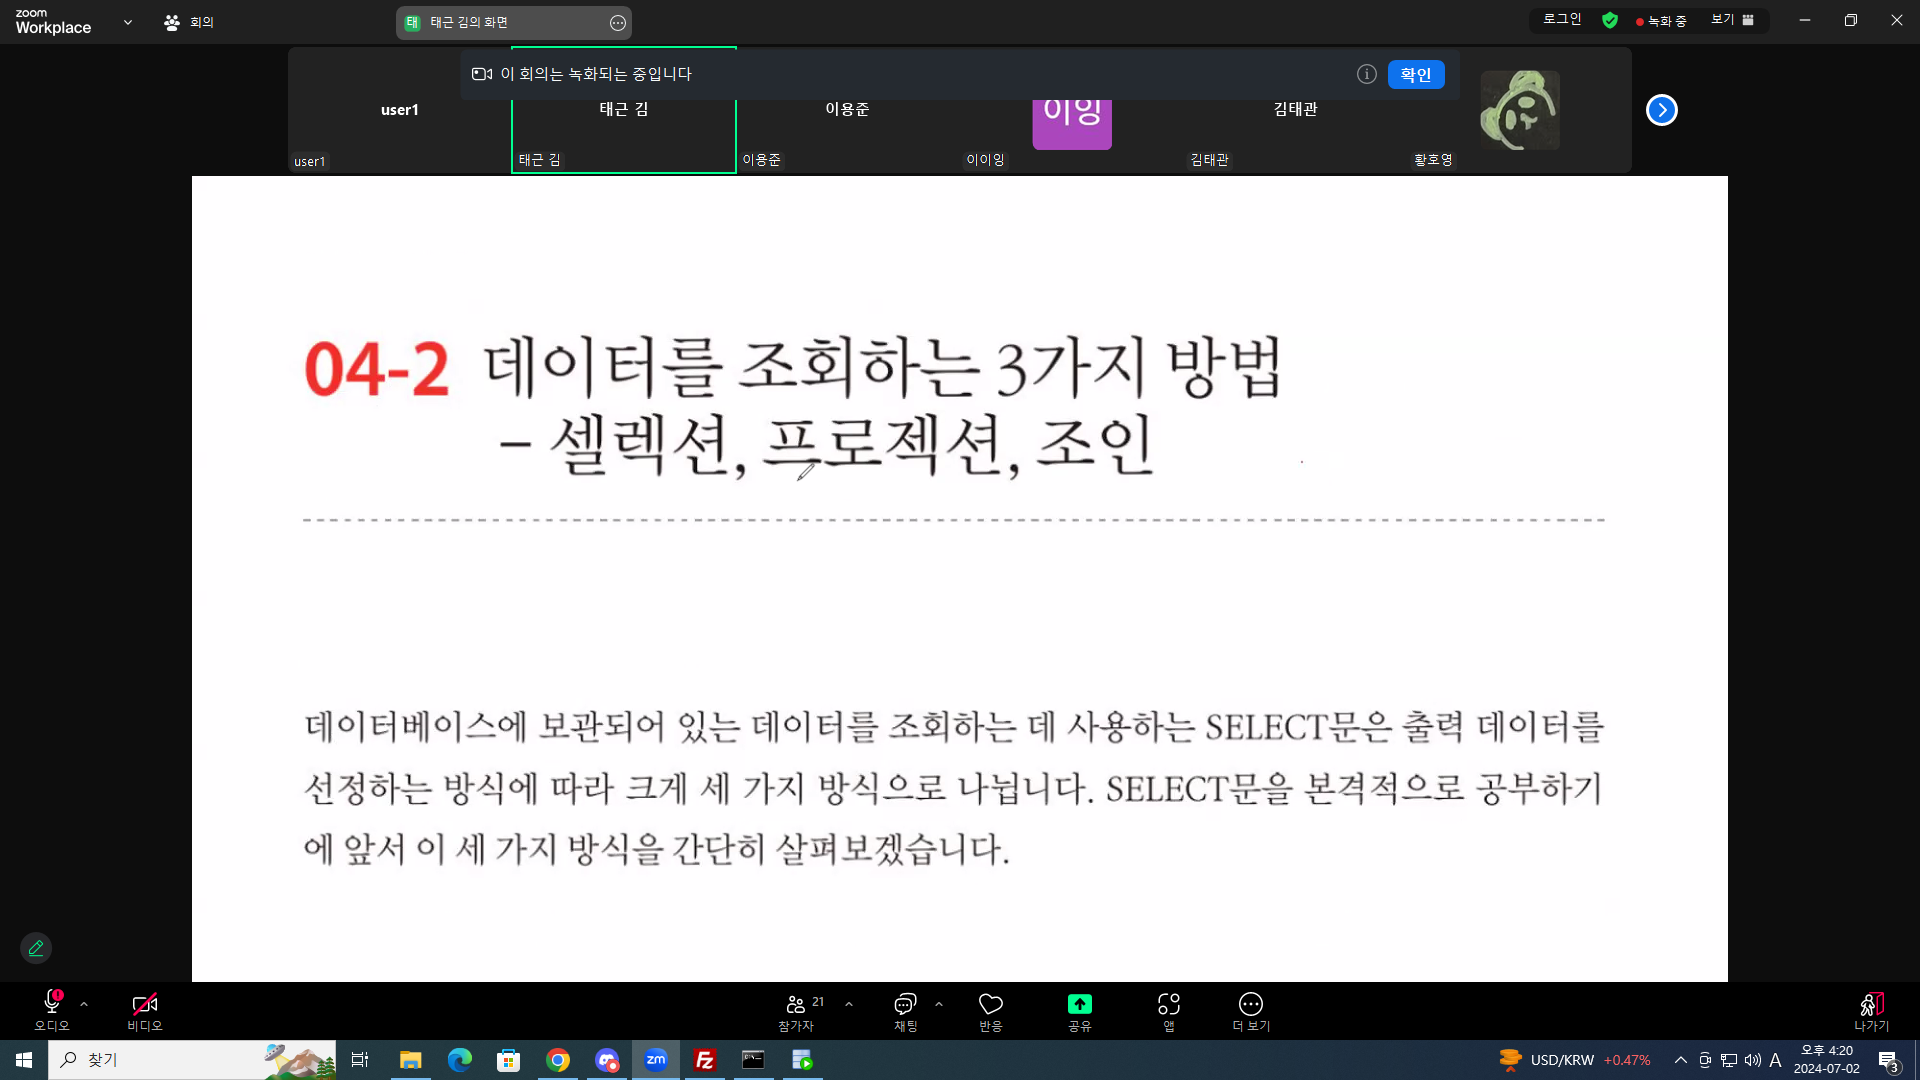 zoom
Workplace
회의
태
태근 김의 화면
로그인
녹화 중
보기
이 회의는 녹화되는 중입니다
확인
user1
태근 김
이용준
이잉
김태관
user1
태근 김
이용준
이이잉
김태관
황호영
04-2 데이터를 조회하는 3가지 방법
– 셀렉션, 프로젝션, 조인
데이터베이스에 보관되어 있는 데이터를 조회하는 데 사용하는 SELECT문은 출력 데이터를
선정하는 방식에 따라 크게 세 가지 방식으로 나뉩니다. SELECT문을 본격적으로 공부하기
에 앞서 이 세 가지 방식을 간단히 살펴보겠습니다.
오디오
비디오
21
참가자
채팅
반응
공유
앱
더 보기
나가기
찾기
zm
Fz
USD/KRW +0.47%
A
오후 4:20
2024-07-02
3